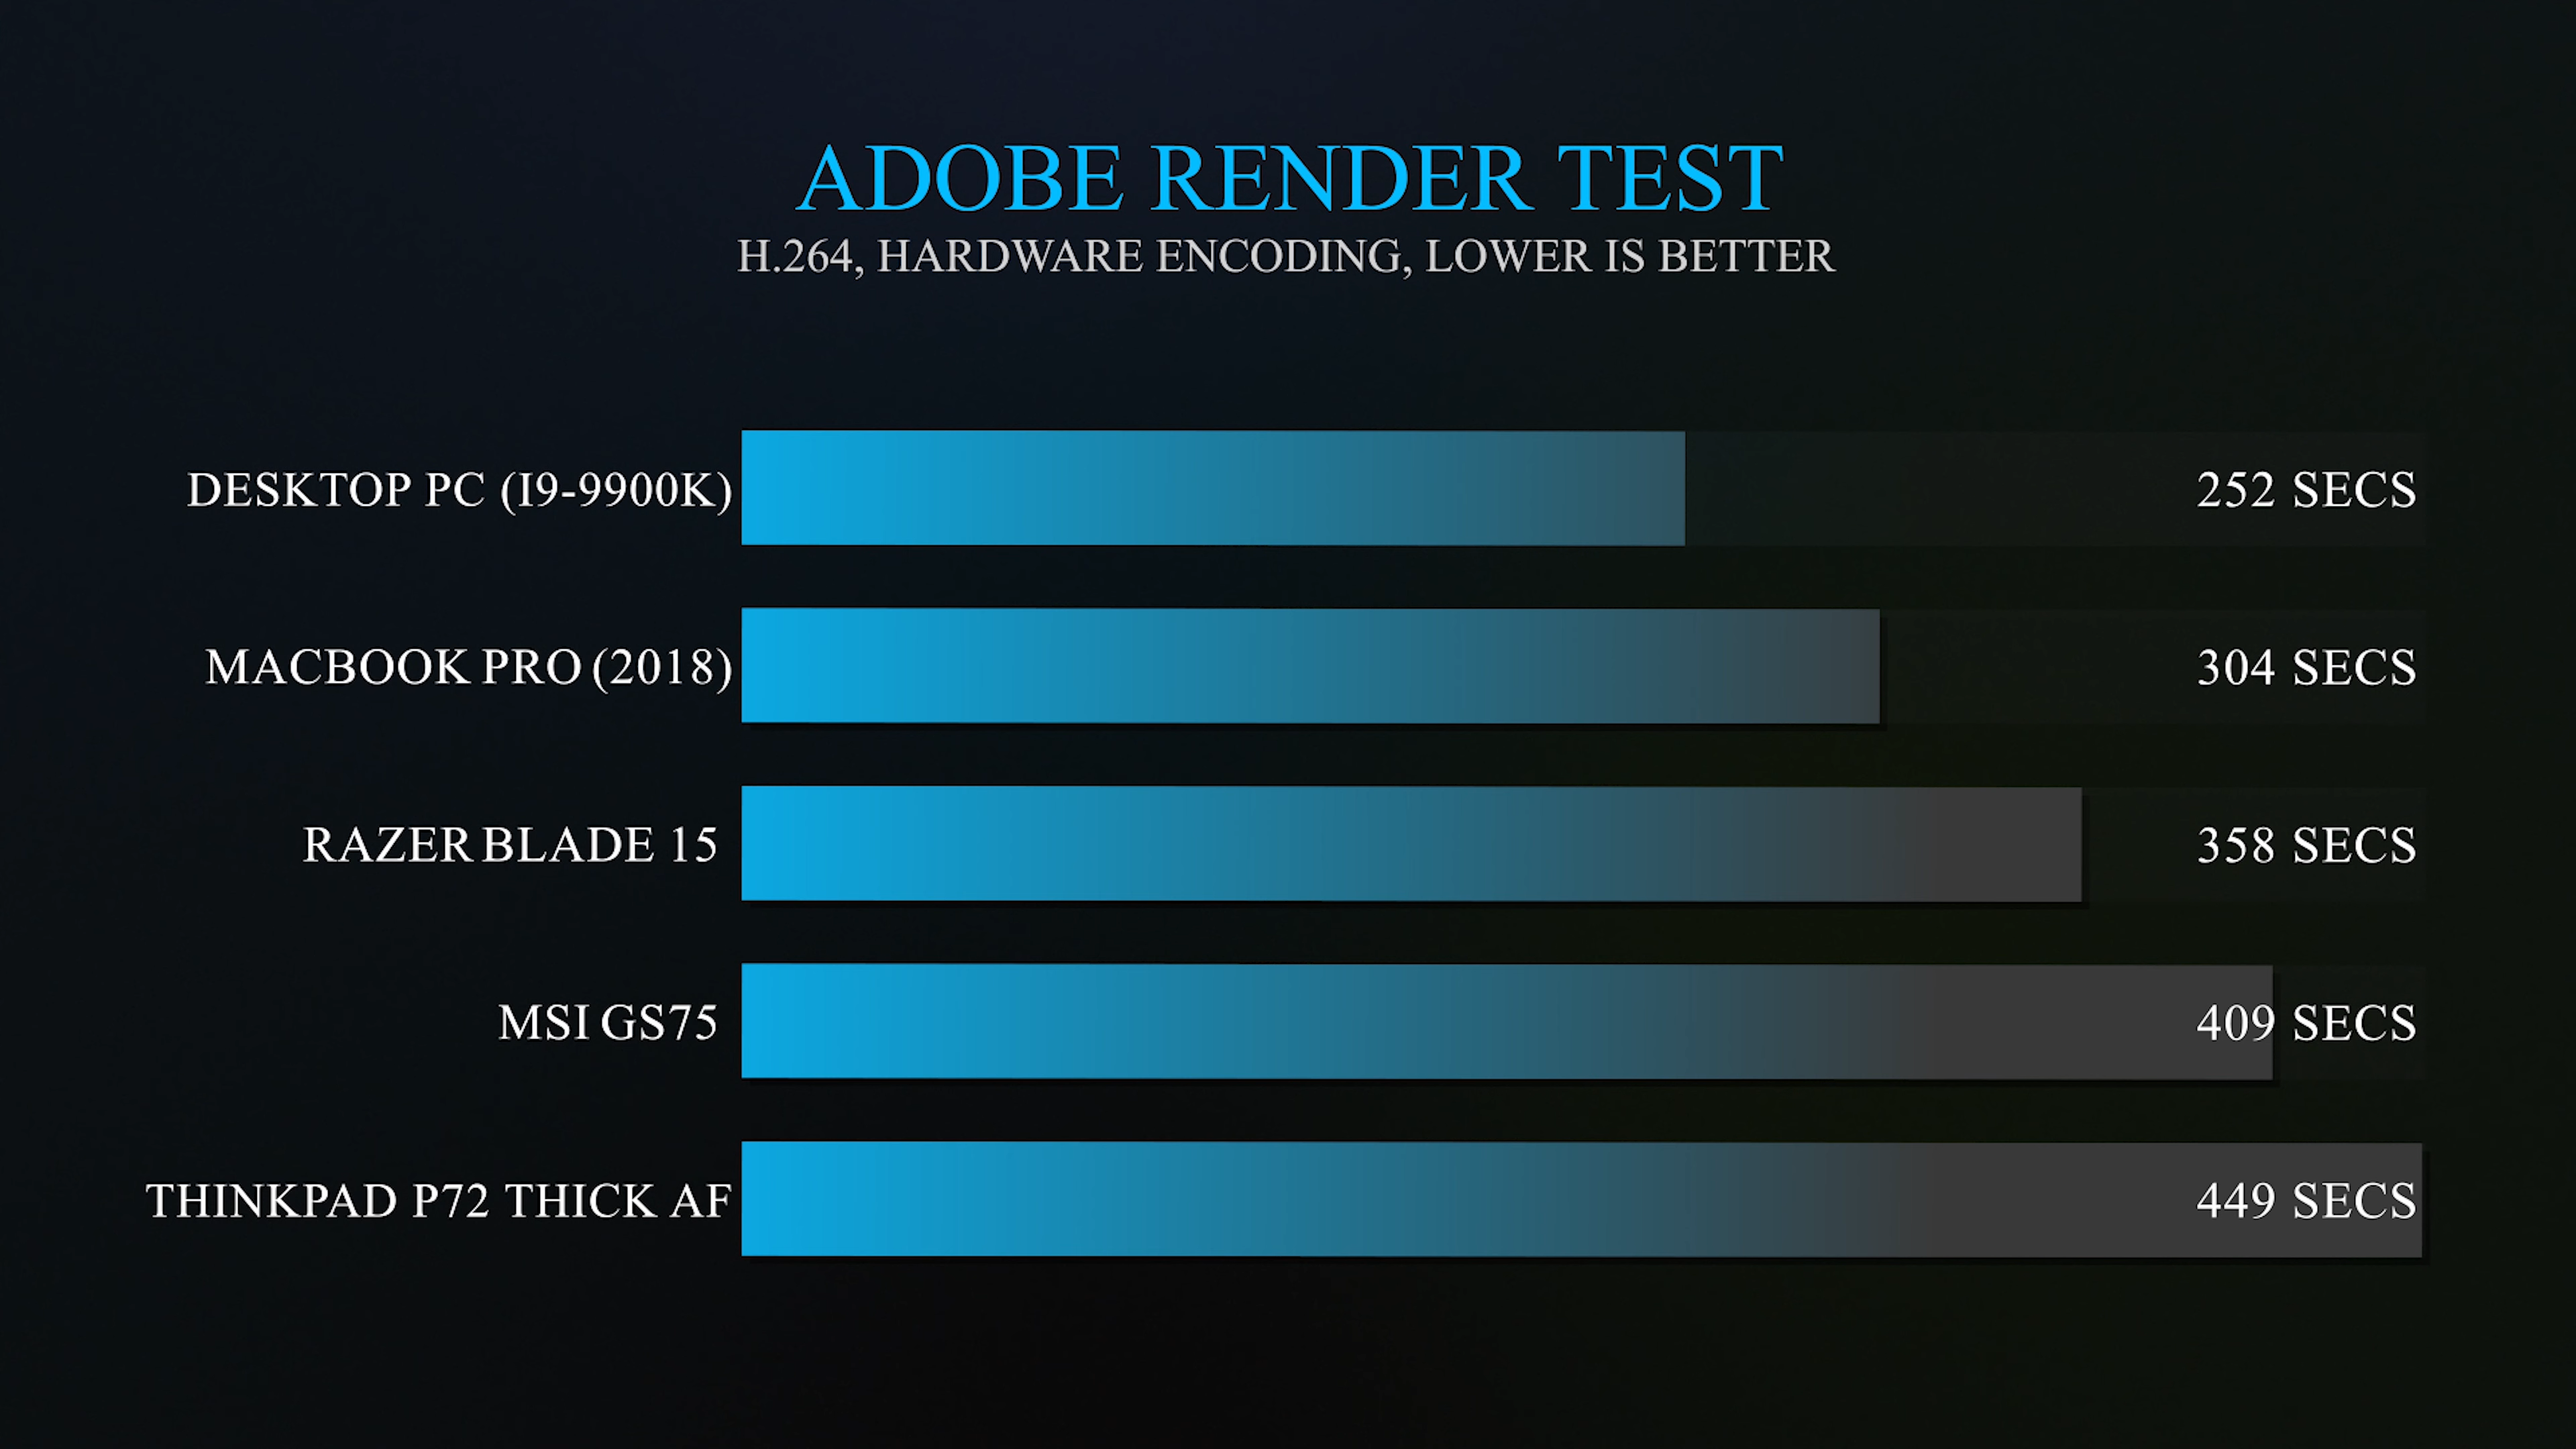 ADOBE RENDER TEST
H.264, HARDWARE ENCODING, LOWER IS BETTER
DESKTOP PC (I9-9900K) 252 SECS
MACBOOK PRO (2018) 304 SECS
RAZER BLADE 15 358 SECS
MSI GS75 409 SECS
THINKPAD P72 THICK AF 449 SECS